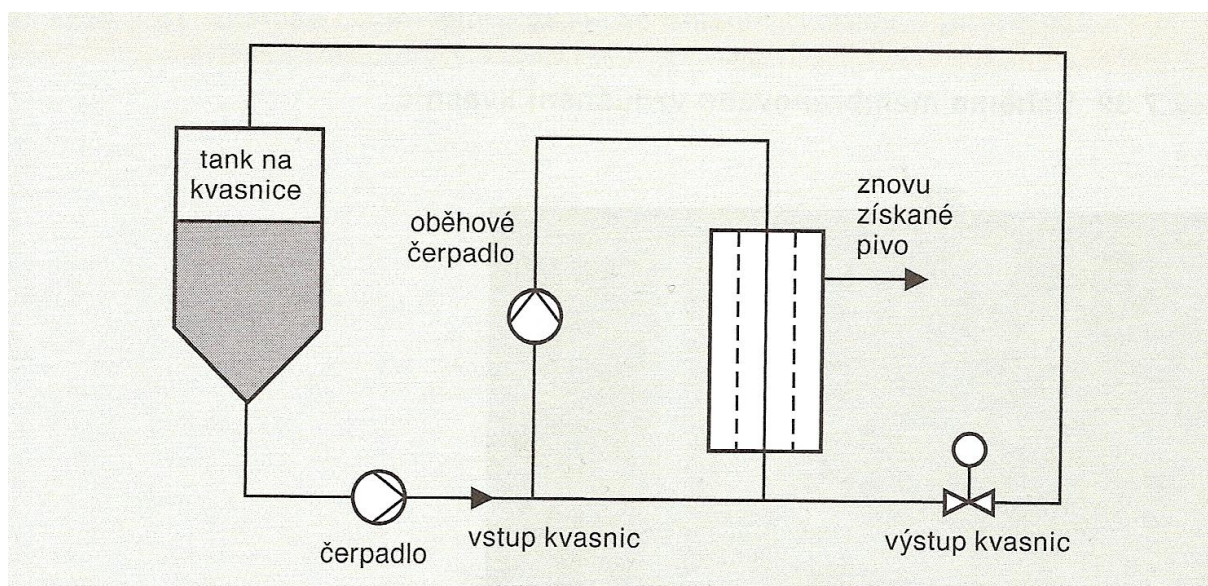 tank na
kvasnice
oběhové
čerpadlo
znovu
získané
pivo
čerpadlo
vstup kvasnic
výstup kvasnic